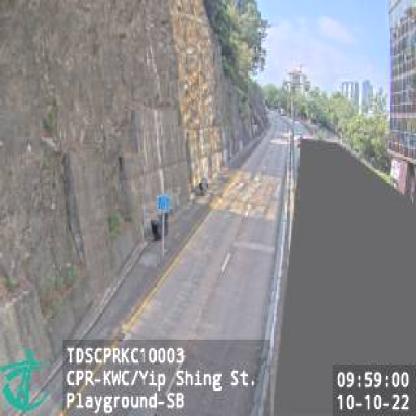 TDSCPRKC10003
CPR-KWC/Yip Shing St.
Playground-SB
09:59:00
10-10-22